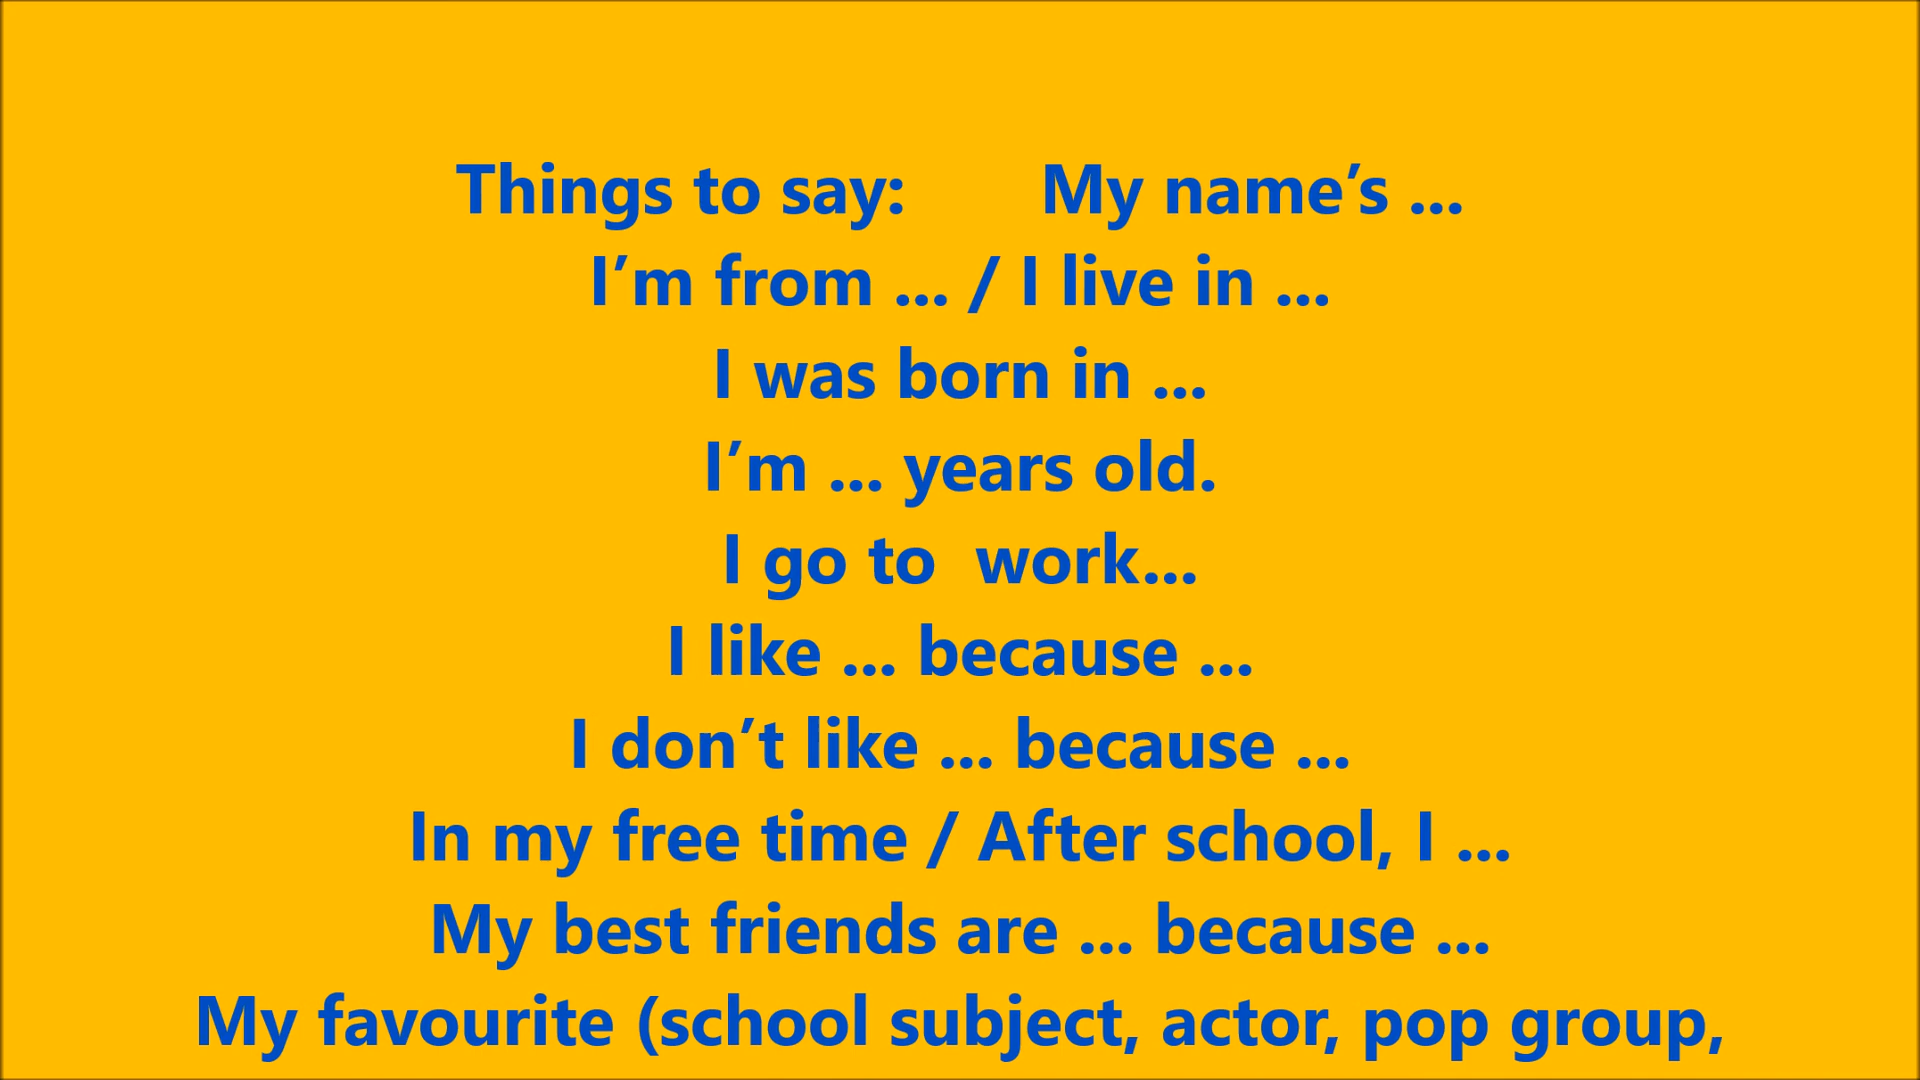 Things to say: My name’s ...
I’m from ... / I live in ...
I was born in ...
I’m ... years old.
I go to  work...
I like ... because ...
I don’t like ... because ...
In my free time / After school, I ...
My best friends are ... because ...
My favourite (school subject, actor, pop group,